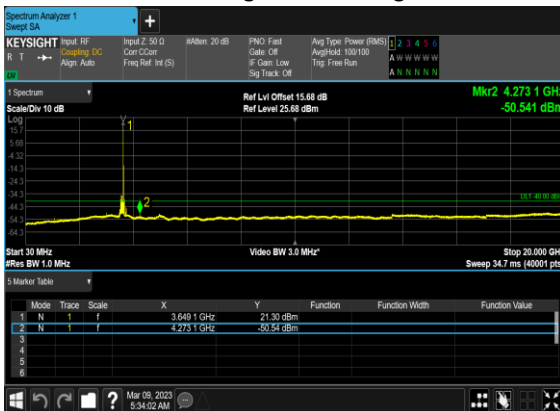 Spectrum Analyzer 1
Swept SA
+
KEYSIGHT Input: RF Input Z: 50 Ω #Atten: 20 dB PNO: Fast Avg Type: Power (RMS) 1 2 3 4 5 6
R T Coupling: DC Corr CCorr Gate: Off Avg|Hold: 100/100 A W W W W W
Align: Auto Freq Ref: Int (S) IF Gain: Low Trig: Free Run
LV Sig Track: Off A N N N N N
1 Spectrum Ref Lvl Offset 15.68 dB Mkr2 4.273 1 GHz
Scale/Div 10 dB Ref Level 25.68 dBm -50.541 dBm
Log
15.7 1
5.68
-4.32
-14.3
-24.3
-34.3 DL1 -40.00 dBm
-44.3 2
-54.3
-64.3
Start 30 MHz Video BW 3.0 MHz* Stop 20.000 GHz
#Res BW 1.0 MHz Sweep 34.7 ms (40001 pts)
5 Marker Table
Mode Trace Scale X Y Function Function Width Function Value
1 N 1 f 3.649 1 GHz 21.30 dBm
2 N 1 f 4.273 1 GHz -50.54 dBm
3
4
5
6
? Mar 09, 2023
5:34:02 AM